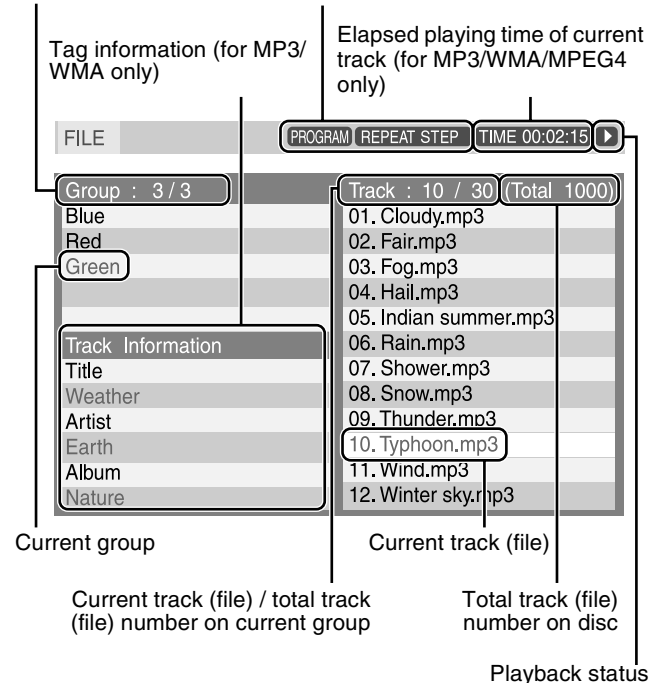 Tag information (for MP3/
WMA only)
Elapsed playing time of current
track (for MP3/WMA/MPEG4
only)
FILE
PROGRAM REPEAT STEP TIME 00:02:15
Group : 3 / 3
Blue
Red
Green
Track Information
Title
Weather
Artist
Earth
Album
Nature
Track : 10 / 30 (Total 1000)
01. Cloudy.mp3
02. Fair.mp3
03. Fog.mp3
04. Hail.mp3
05. Indian summer.mp3
06. Rain.mp3
07. Shower.mp3
08. Snow.mp3
09. Thunder.mp3
10. Typhoon.mp3
11. Wind.mp3
12. Winter sky.mp3
Current group
Current track (file)
Current track (file) / total track
(file) number on current group
Total track (file)
number on disc
Playback status